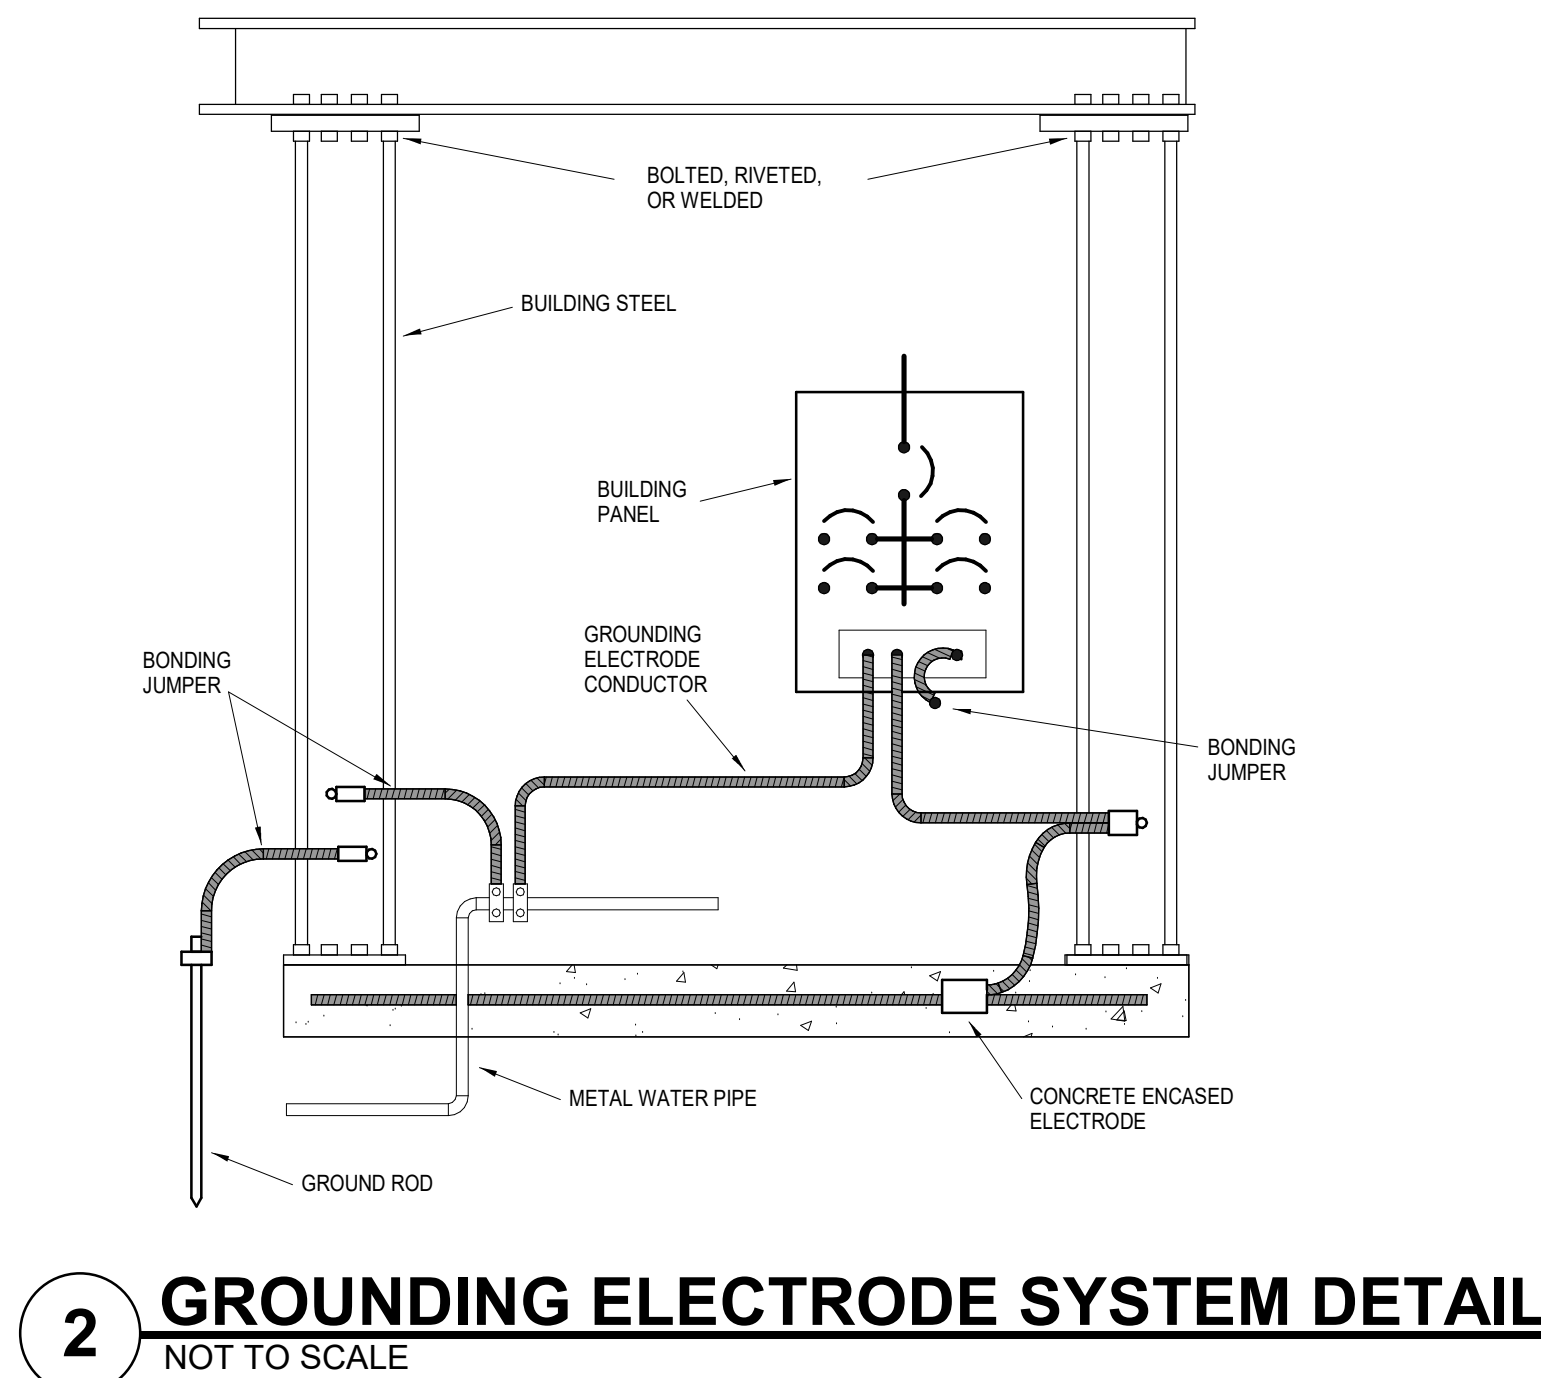 BOLTED, RIVETED,
OR WELDED
BUILDING STEEL
BUILDING
PANEL
GROUNDING
ELECTRODE
CONDUCTOR
BONDING
JUMPER
BONDING
JUMPER
METAL WATER PIPE
CONCRETE ENCASED
ELECTRODE
GROUND ROD
2
GROUNDING ELECTRODE SYSTEM DETAIL
NOT TO SCALE